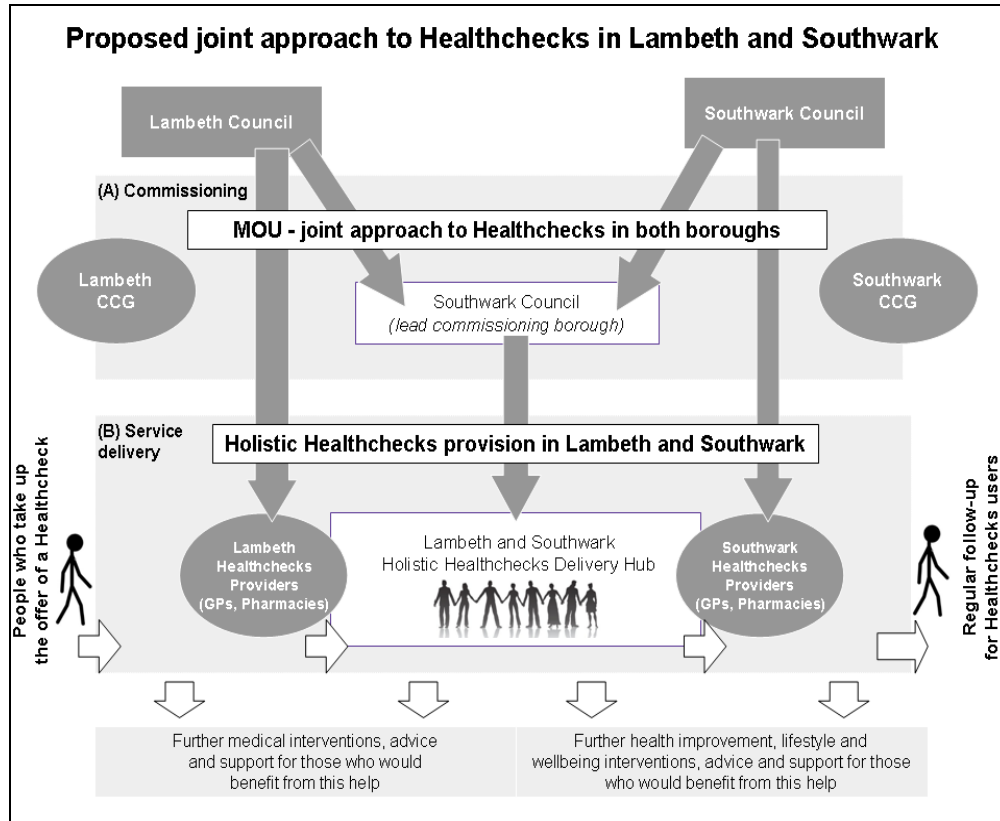 Proposed joint approach to Healthchecks in Lambeth and Southwark
Lambeth Council
Southwark Council
(A) Commissioning
MOU - joint approach to Healthchecks in both boroughs
Lambeth
CCG
Southwark Council
(lead commissioning borough)
Southwark
CCG
(B) Service
delivery
Holistic Healthchecks provision in Lambeth and Southwark
People who take up
the offer of a Healthcheck
Lambeth
Healthchecks
Providers
(GPs, Pharmacies)
Lambeth and Southwark
Holistic Healthchecks Delivery Hub
Southwark
Healthchecks
Providers
(GPs, Pharmacies)
Regular follow-up
for Healthchecks users
Further medical interventions, advice
and support for those who would
benefit from this help
Further health improvement, lifestyle and
wellbeing interventions, advice and support for those
who would benefit from this help